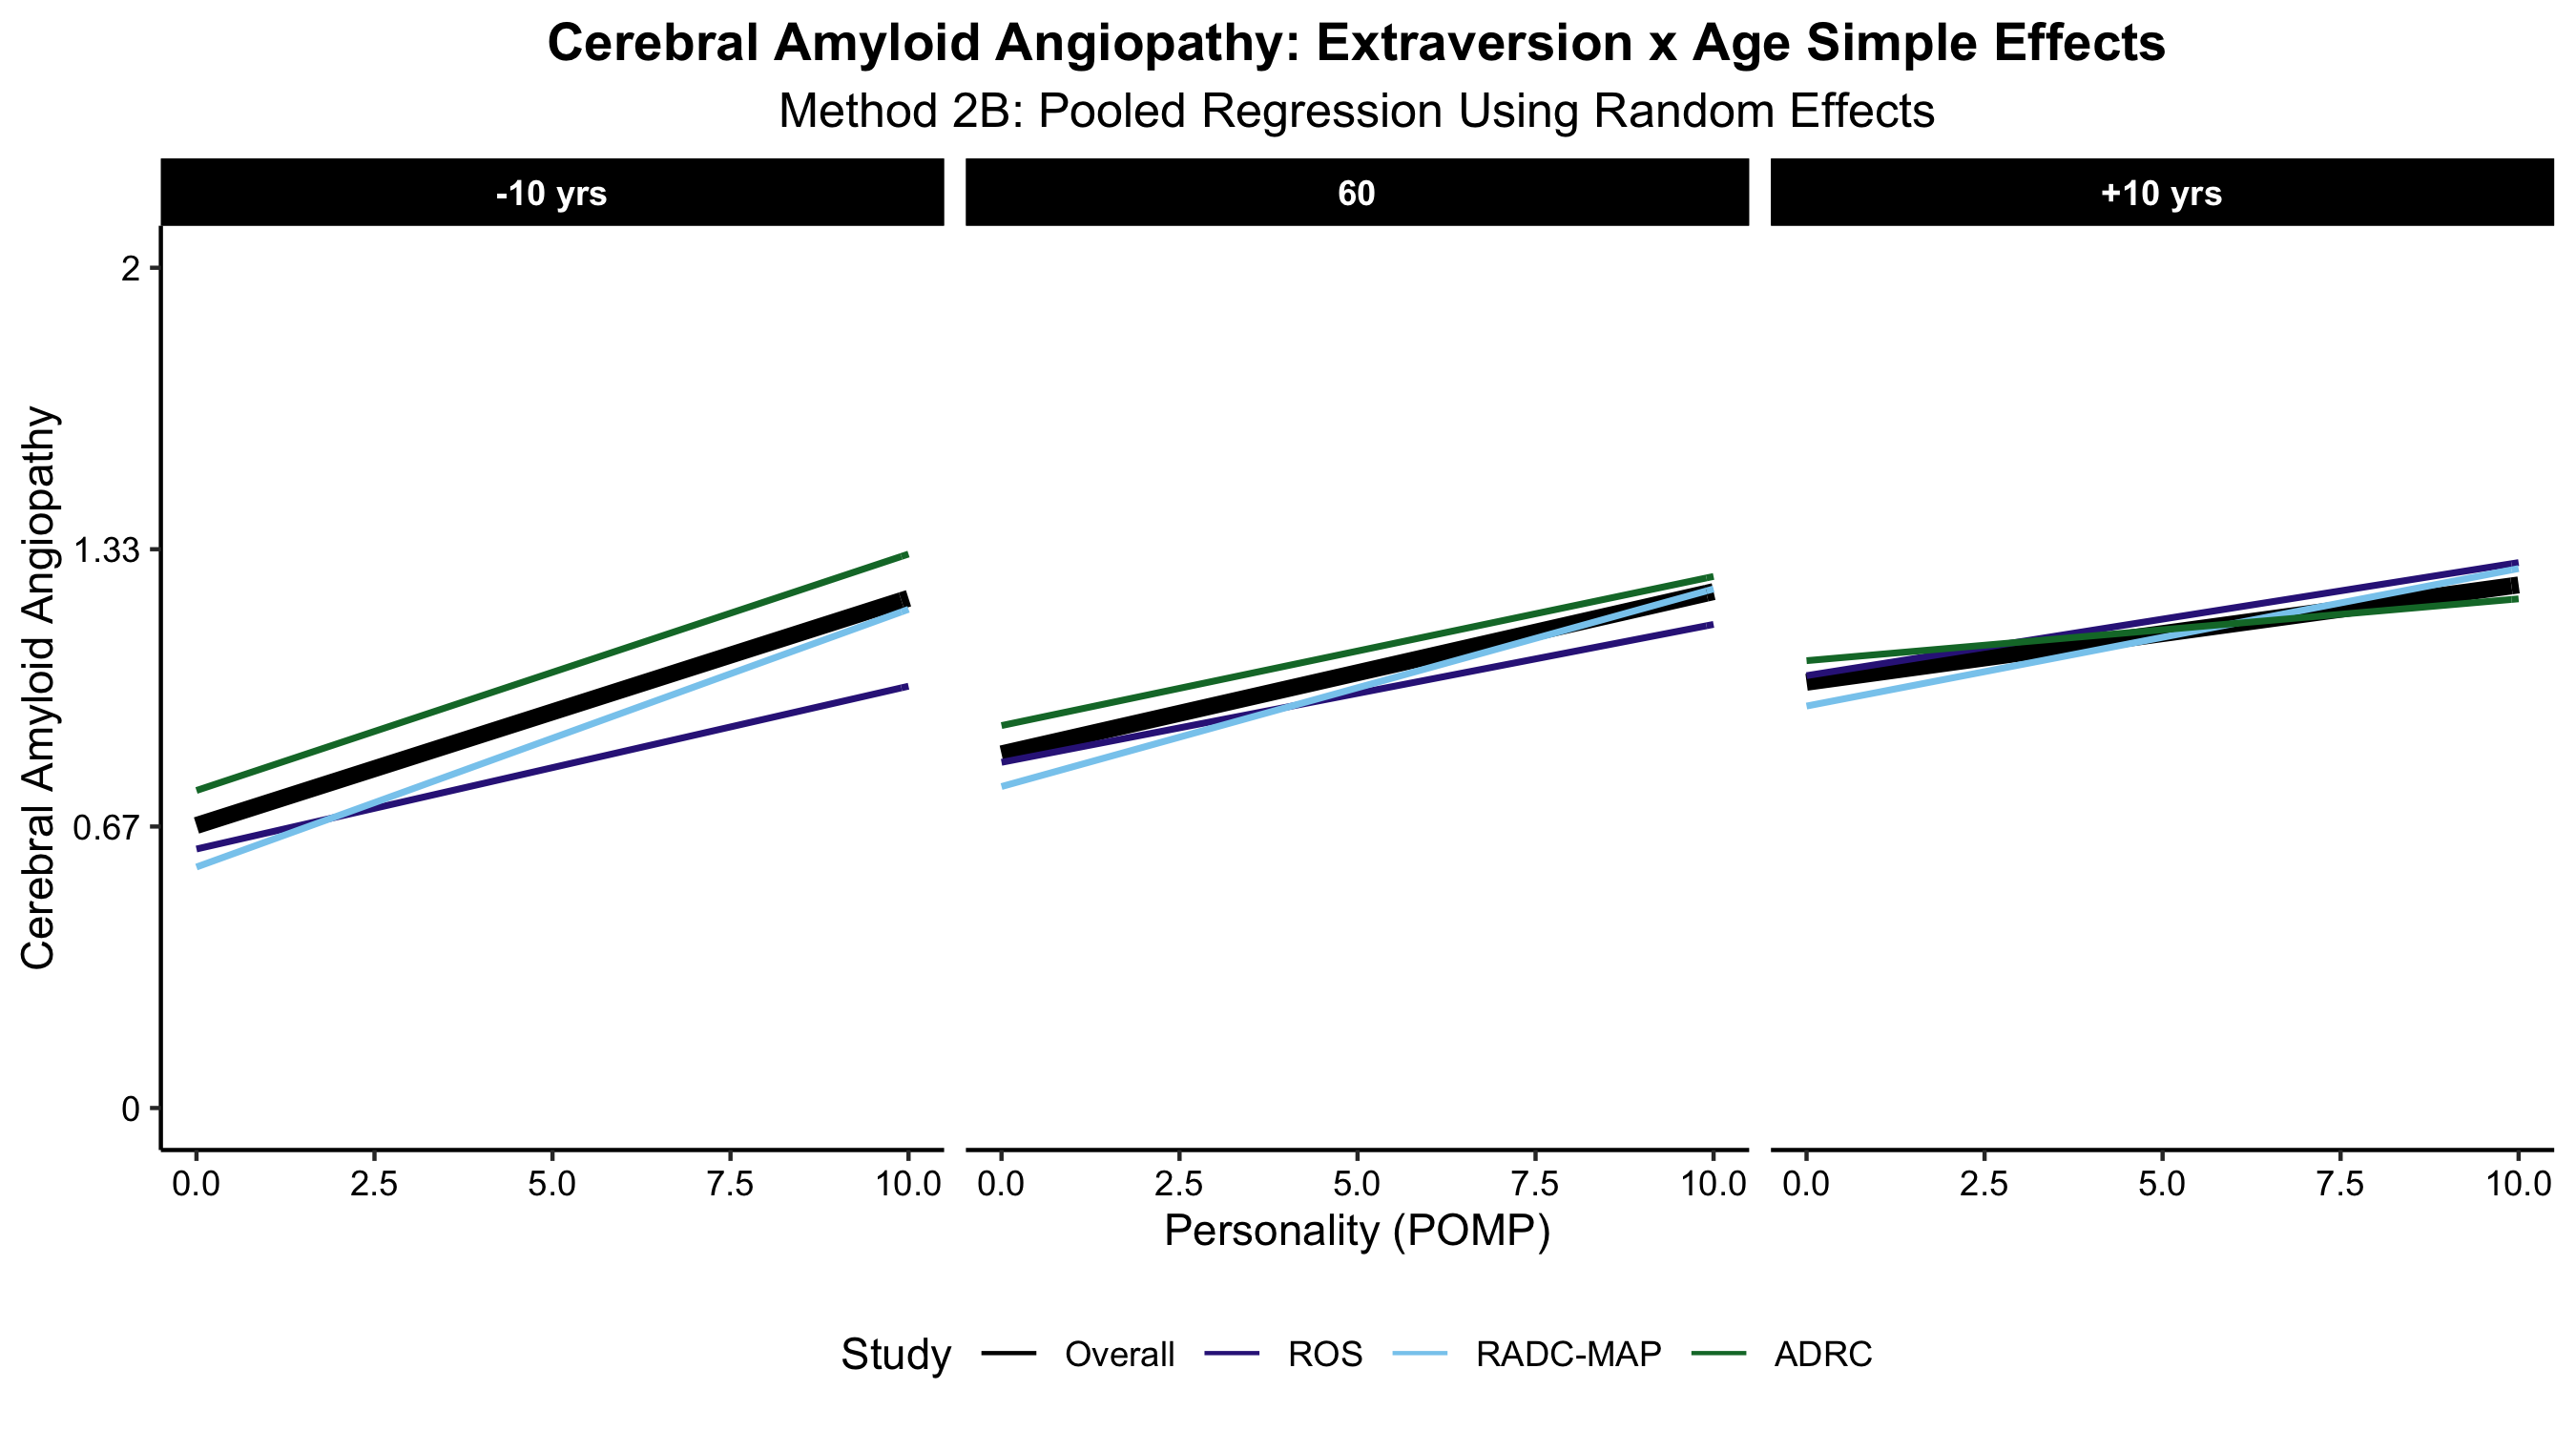 Cerebral Amyloid Angiopathy: Extraversion x Age Simple Effects
Method 2B: Pooled Regression Using Random Effects
-10 yrs
60
+10 yrs
Cerebral Amyloid Angiopathy
2
1.33
0.67
0
0.0 2.5 5.0 7.5 10.0
0.0 2.5 5.0 7.5 10.0
0.0 2.5 5.0 7.5 10.0
Personality (POMP)
Study Overall ROS RADC-MAP ADRC